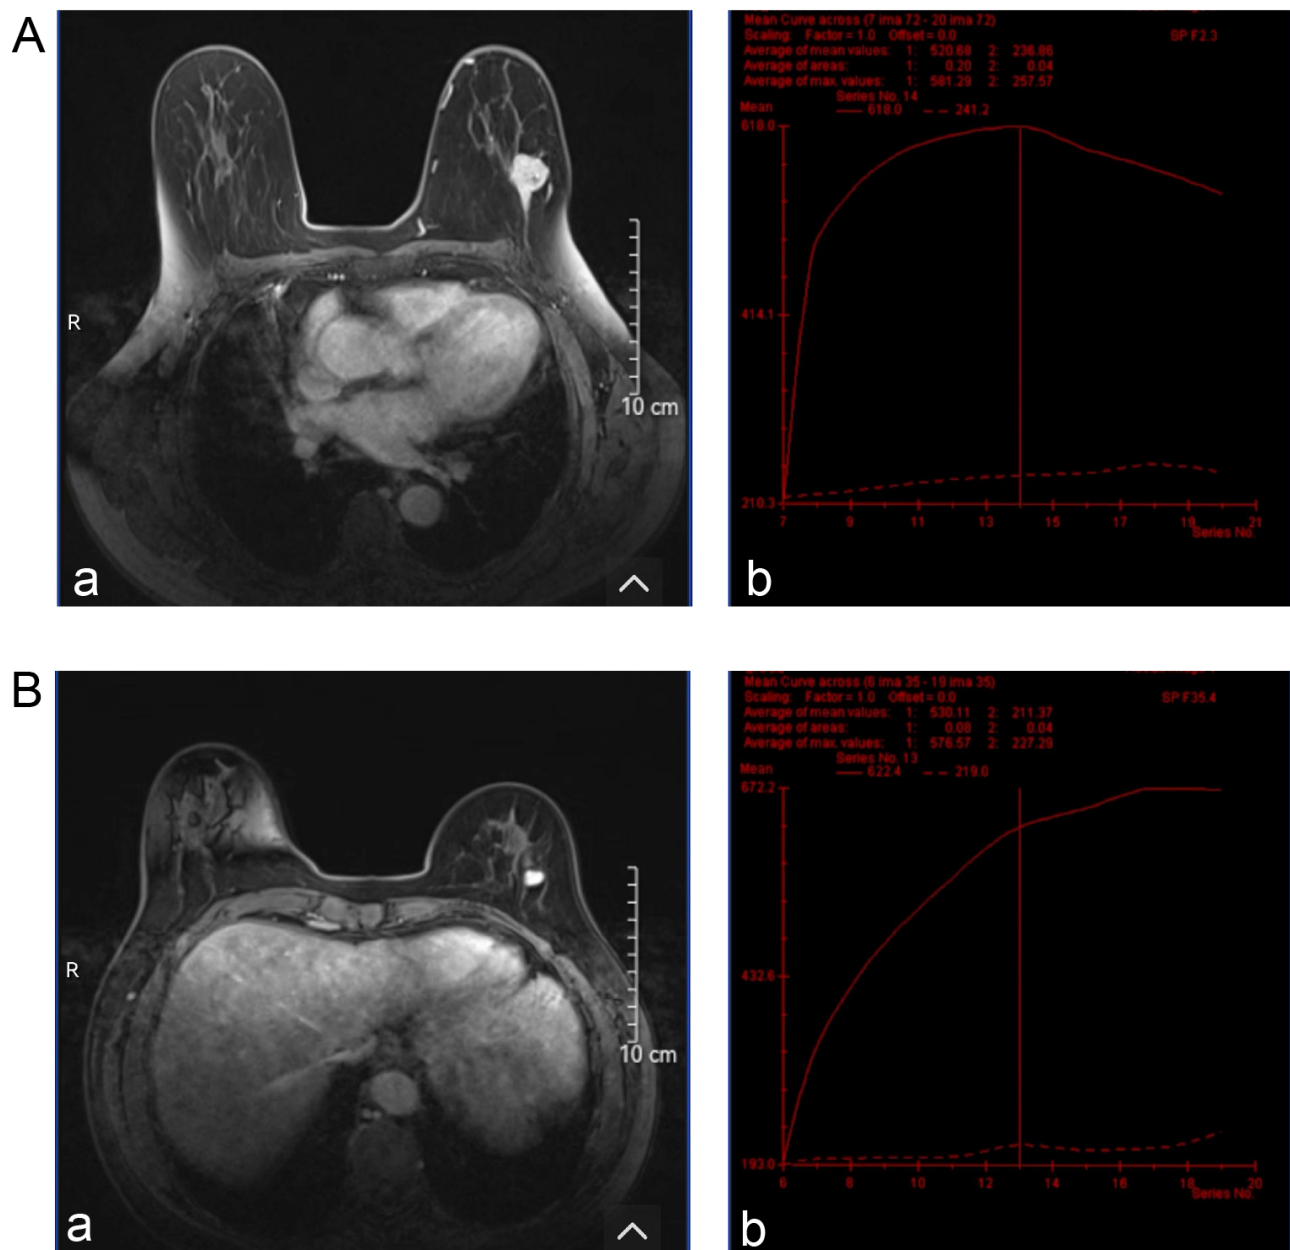 A
R
10 cm
a
Mean Curve across (7 ima 72 - 20 ima 72)
Scaling: Factor = 1.0 Offset = 0.0 SP F2.3
Average of mean values: 1: 520.68 2: 236.86
Average of areas: 1: 0.20 2: 0.04
Average of max. values: 1: 581.29 2: 257.57
Series No. 14
Mean 618.0 241.2
618.0
414.1
210.3
7 9 11 13 15 17 19 21
Series No.
b
B
R
10 cm
a
Mean Curve across (6 ima 35 - 19 ima 35)
Scaling: Factor = 1.0 Offset = 0.0 SP F35.4
Average of mean values: 1: 530.11 2: 211.37
Average of areas: 1: 0.08 2: 0.04
Average of max. values: 1: 576.57 2: 227.29
Series No. 13
Mean 622.4 219.0
672.2
432.6
193.0
6 8 10 12 14 16 18 20
Series No.
b